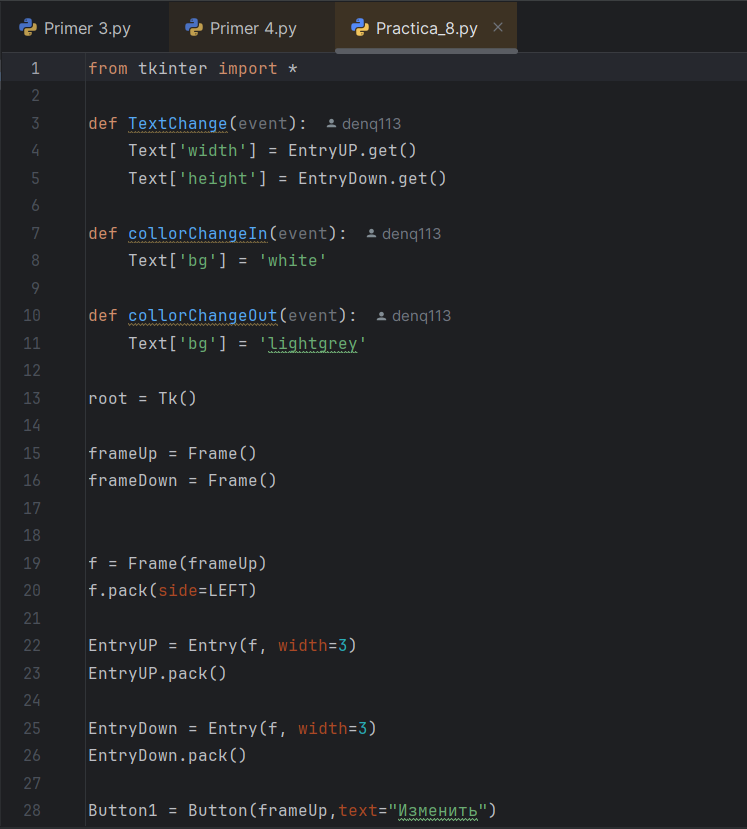 Primer 3.py Primer 4.py Practica_8.py ×
1 from tkinter import *
2
3 def TextChange(event): denq113
4 Text['width'] = EntryUP.get()
5 Text['height'] = EntryDown.get()
6
7 def collorChangeIn(event): denq113
8 Text['bg'] = 'white'
9
10 def collorChangeOut(event): denq113
11 Text['bg'] = 'lightgrey'
12
13 root = Tk()
14
15 frameUp = Frame()
16 frameDown = Frame()
17
18
19 f = Frame(frameUp)
20 f.pack(side=LEFT)
21
22 EntryUP = Entry(f, width=3)
23 EntryUP.pack()
24
25 EntryDown = Entry(f, width=3)
26 EntryDown.pack()
27
28 Button1 = Button(frameUp,text="Изменить")